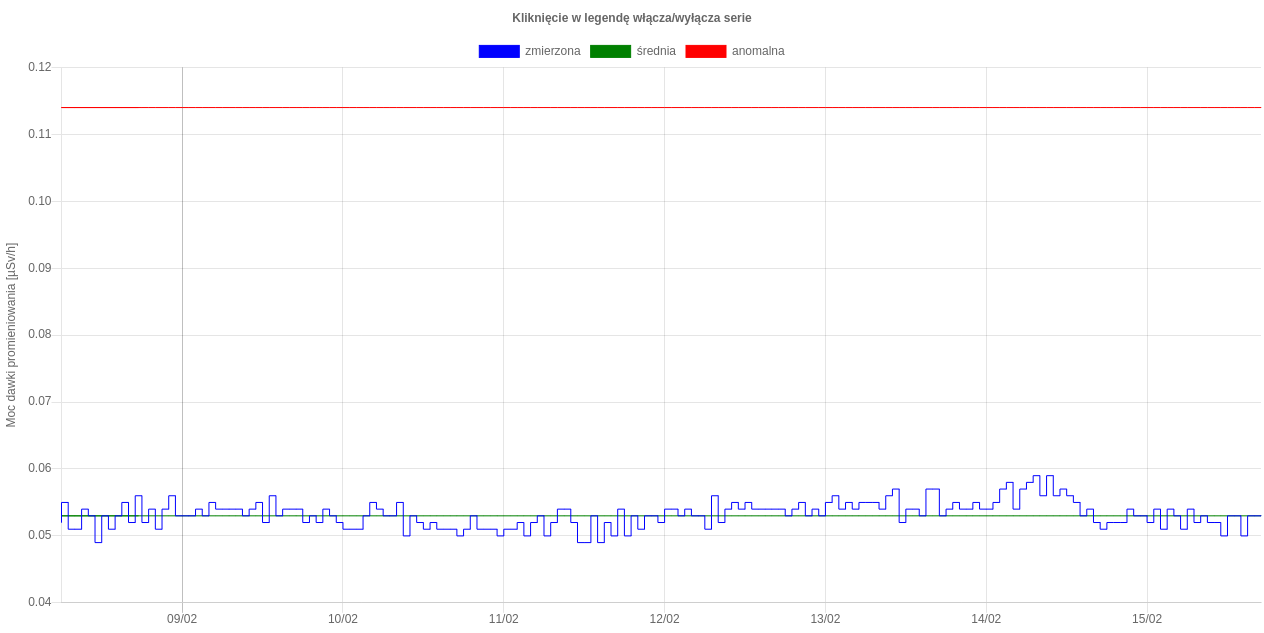 Kliknięcie w legendę włącza/wyłącza serie
zmierzona średnia anomalna
Moc dawki promieniowania [µSv/h]
0.12
0.11
0.10
0.09
0.08
0.07
0.06
0.05
0.04
09/02 10/02 11/02 12/02 13/02 14/02 15/02